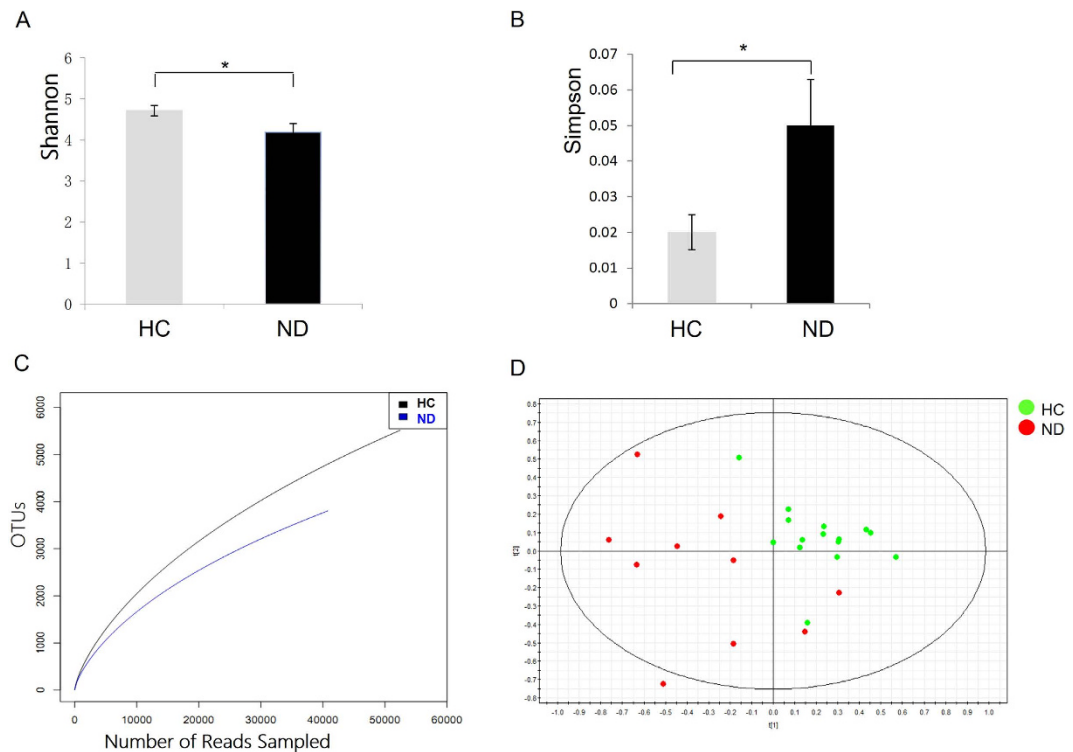 A
Shannon
6
5
4
3
2
1
0
*
HC ND
B
Simpson
0.07
0.06
0.05
0.04
0.03
0.02
0.01
0
*
HC ND
C
OTUs
6000
5000
4000
3000
2000
1000
0
HC
ND
0 10000 20000 30000 40000 50000 60000
Number of Reads Sampled
D
HC
ND
t[2]
0.8
0.7
0.6
0.5
0.4
0.3
0.2
0.1
0.0
-0.1
-0.2
-0.3
-0.4
-0.5
-0.6
-0.7
-0.8
-1.0 -0.9 -0.8 -0.7 -0.6 -0.5 -0.4 -0.3 -0.2 -0.1 0.0 0.1 0.2 0.3 0.4 0.5 0.6 0.7 0.8 0.9 1.0
t[1]